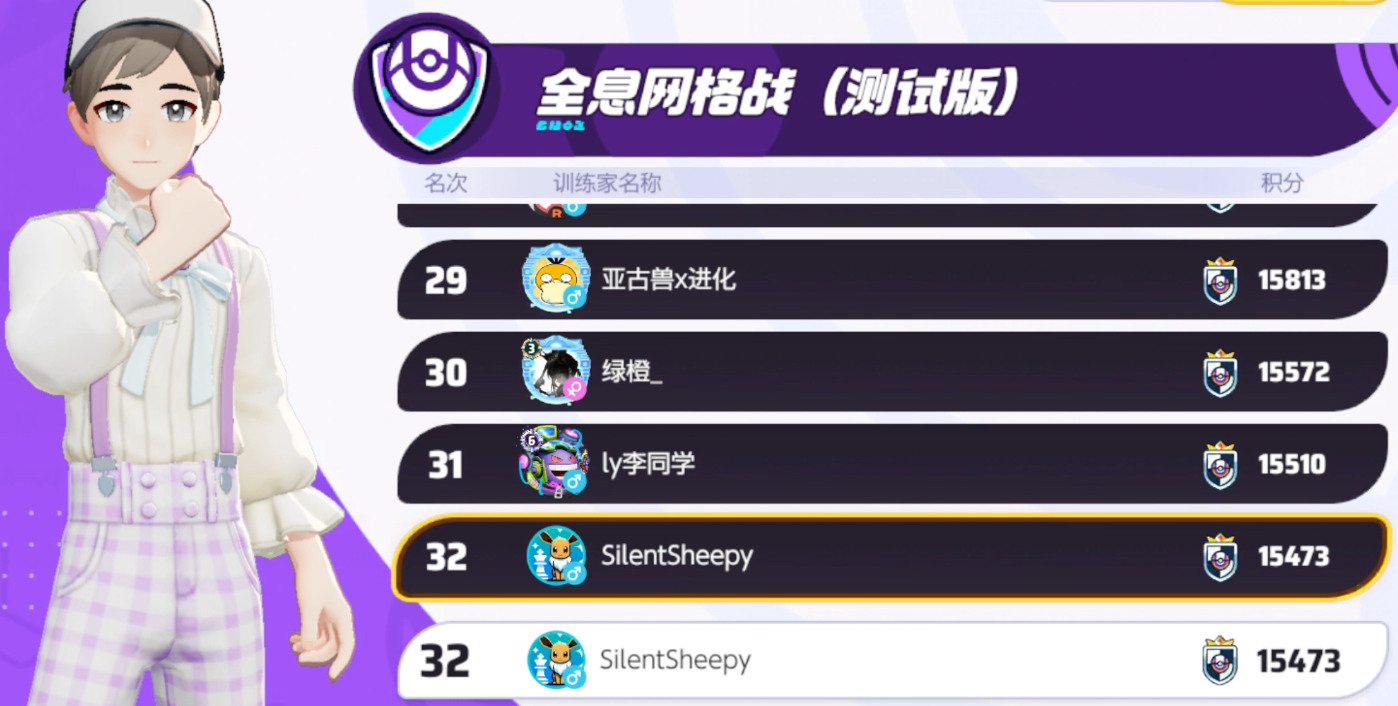 全息网格战（测试版）
名次 训练家名称 积分
R
29 亚古兽x进化 15813
3
30 绿橙_ 15572
6
31 ly李同学 15510
32 SilentSheepy 15473
32 SilentSheepy 15473